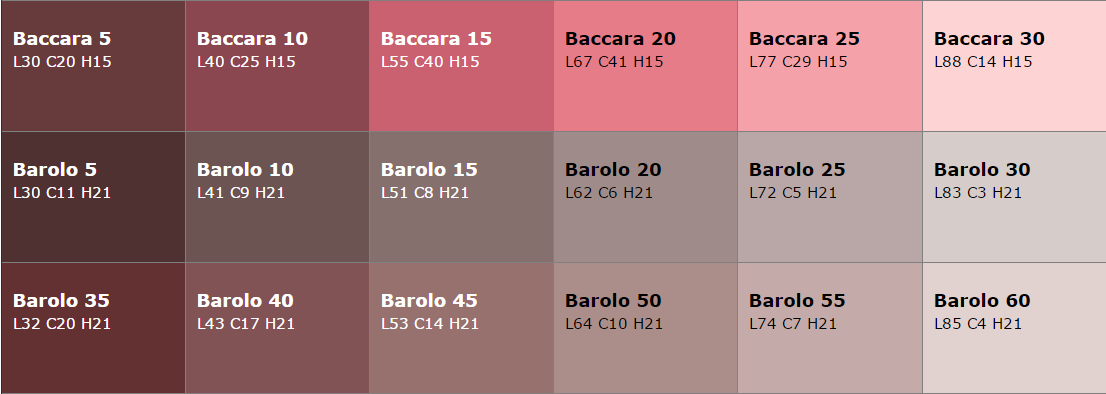 Baccara 5
L30 C20 H15
Baccara 10
L40 C25 H15
Baccara 15
L55 C40 H15
Baccara 20
L67 C41 H15
Baccara 25
L77 C29 H15
Baccara 30
L88 C14 H15
Barolo 5
L30 C11 H21
Barolo 10
L41 C9 H21
Barolo 15
L51 C8 H21
Barolo 20
L62 C6 H21
Barolo 25
L72 C5 H21
Barolo 30
L83 C3 H21
Barolo 35
L32 C20 H21
Barolo 40
L43 C17 H21
Barolo 45
L53 C14 H21
Barolo 50
L64 C10 H21
Barolo 55
L74 C7 H21
Barolo 60
L85 C4 H21